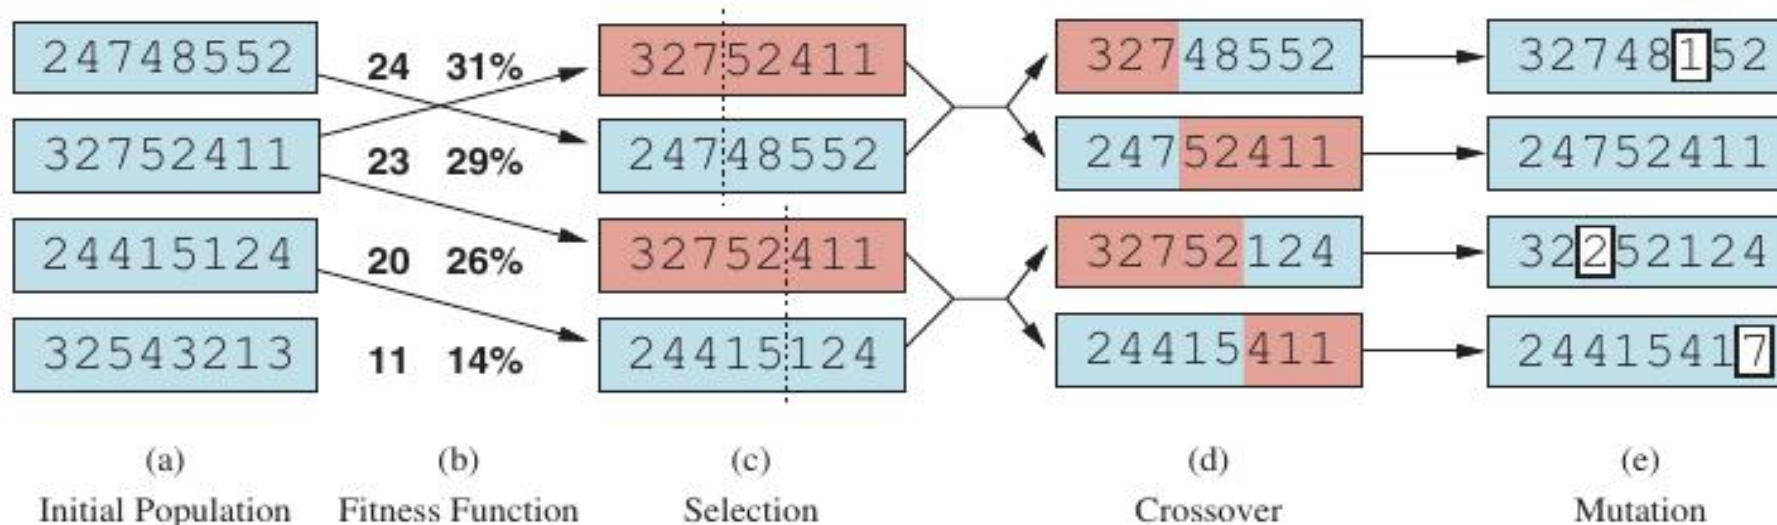 24748552 24 31% 32752411 32748552 32748152
32752411 23 29% 24748552 24752411 24752411
24415124 20 26% 32752411 32752124 32252124
32543213 11 14% 24415124 24415411 24415417
(a) (b) (c) (d) (e)
Initial Population Fitness Function Selection Crossover Mutation